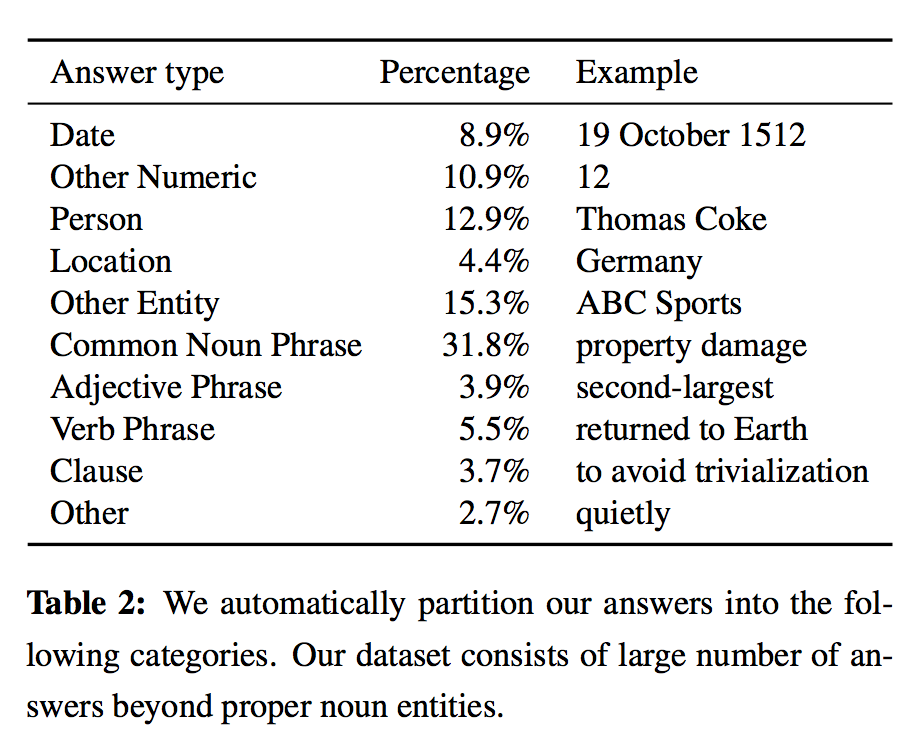 Answer type Percentage Example
Date 8.9% 19 October 1512
Other Numeric 10.9% 12
Person 12.9% Thomas Coke
Location 4.4% Germany
Other Entity 15.3% ABC Sports
Common Noun Phrase 31.8% property damage
Adjective Phrase 3.9% second-largest
Verb Phrase 5.5% returned to Earth
Clause 3.7% to avoid trivialization
Other 2.7% quietly
Table 2: We automatically partition our answers into the fol-
lowing categories. Our dataset consists of large number of an-
swers beyond proper noun entities.